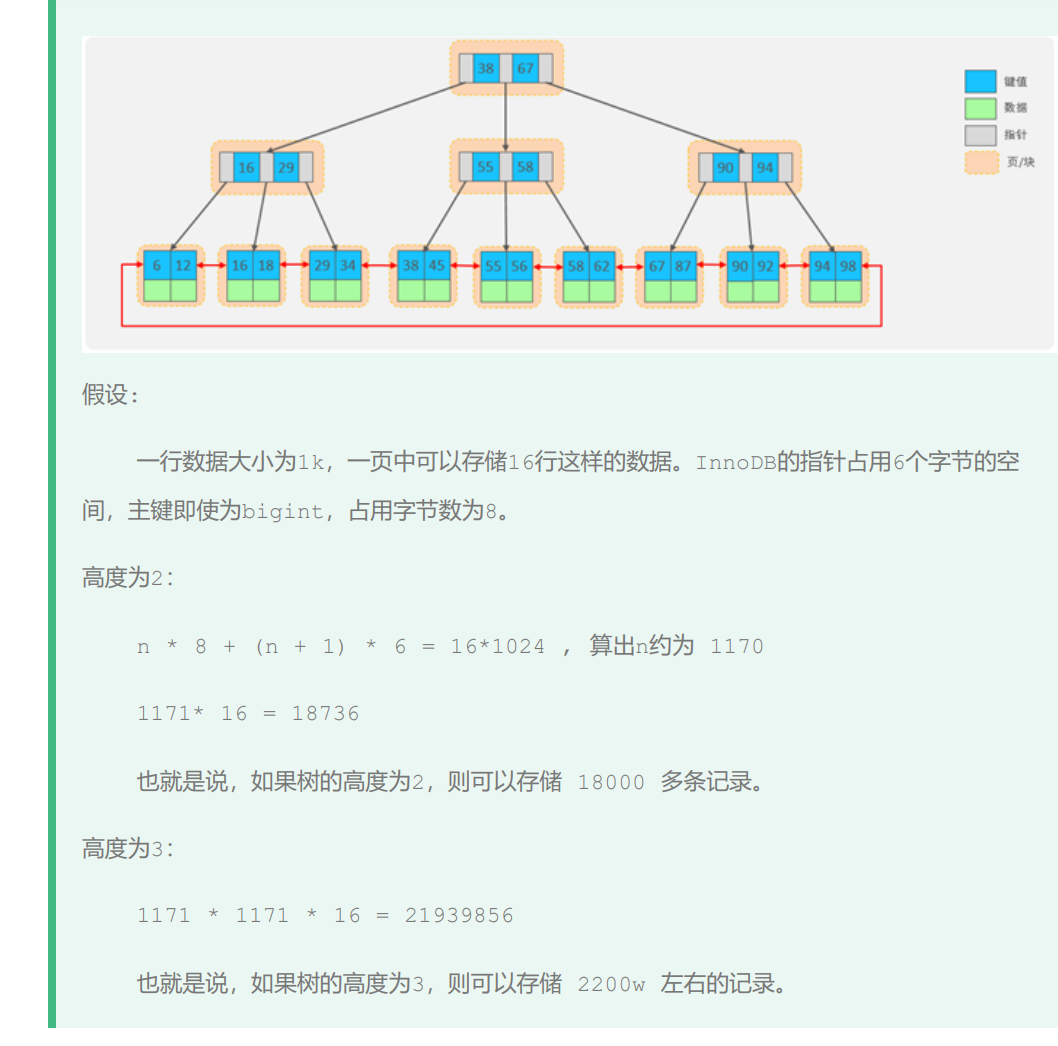 38 67
键值
数据
指针
页/块
16 29
55 58
90 94
6 12 16 18 29 34 38 45 55 56 58 62 67 87 90 92 94 98
假设：
一行数据大小为1k，一页中可以存储16行这样的数据。InnoDB的指针占用6个字节的空
间，主键即使为bigint，占用字节数为8。
高度为2：
n * 8 + (n + 1) * 6 = 16*1024 , 算出n约为 1170
1171* 16 = 18736
也就是说，如果树的高度为2，则可以存储 18000 多条记录。
高度为3：
1171 * 1171 * 16 = 21939856
也就是说，如果树的高度为3，则可以存储 2200w 左右的记录。